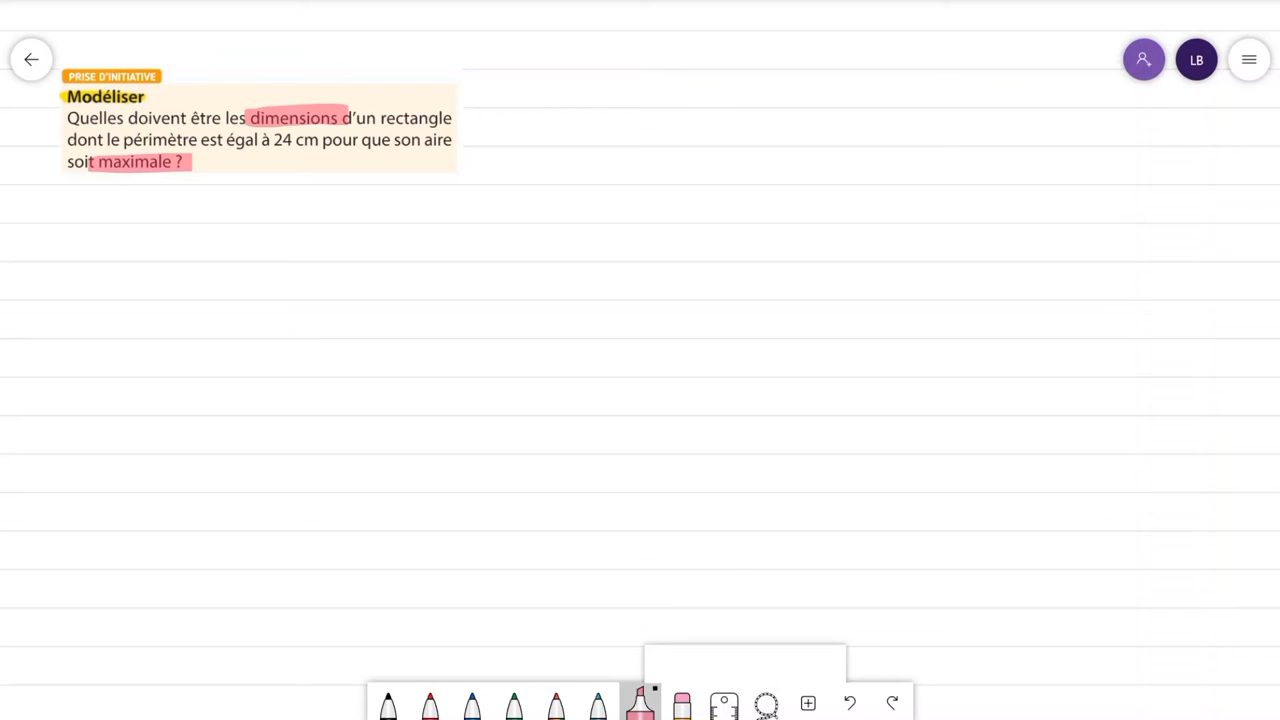 PRISE D'INITIATIVE
LB
Modéliser
Quelles doivent être les dimensions d'un rectangle
dont le périmètre est égal à 24 cm pour que son aire
soit maximale ?